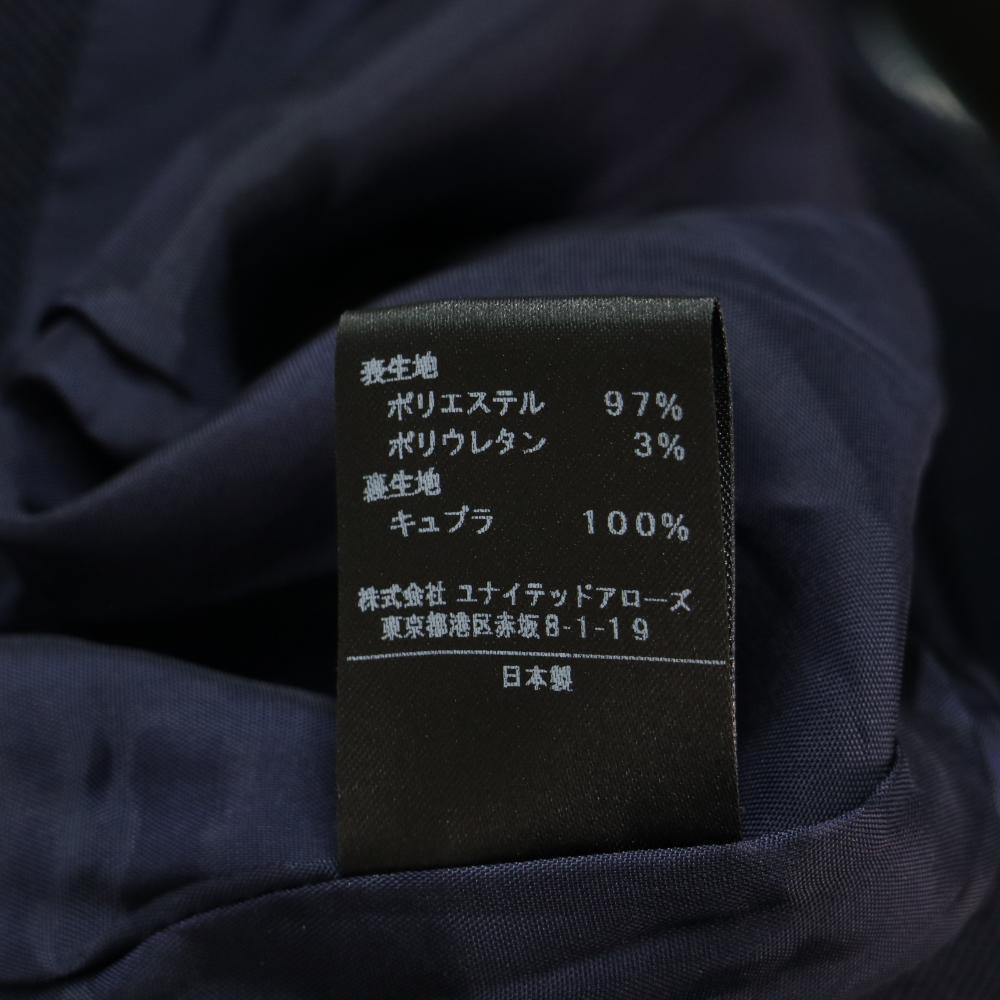 表生地
ポリエステル 97%
ポリウレタン 3%
裏生地
キュプラ 100%
株式会社 ユナイテッドアローズ
東京都港区赤坂8-1-19
日本製